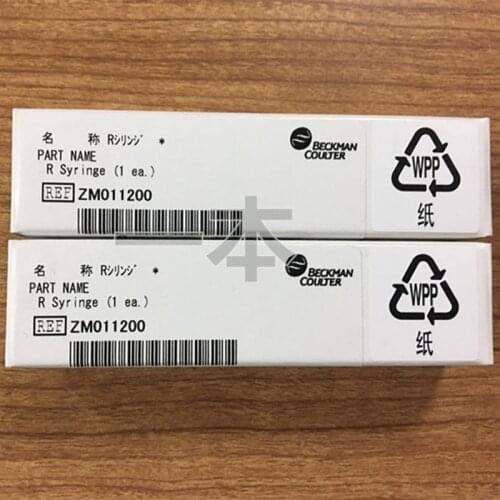 名 称 Rシリンジ *
PART NAME
R Syringe (1 ea.)
REF ZM011200
BECKMAN
COULTER
WPP
纸
一本
名 称 Rシリンジ *
PART NAME
R Syringe (1 ea.)
REF ZM011200
BECKMAN
COULTER
WPP
纸